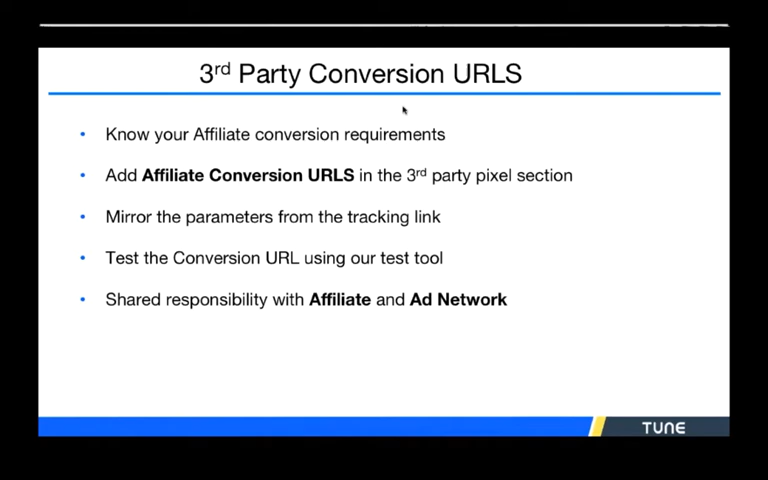 3rd Party Conversion URLS
• Know your Affiliate conversion requirements
• Add Affiliate Conversion URLS in the 3rd party pixel section
• Mirror the parameters from the tracking link
• Test the Conversion URL using our test tool
• Shared responsibility with Affiliate and Ad Network
TUNE